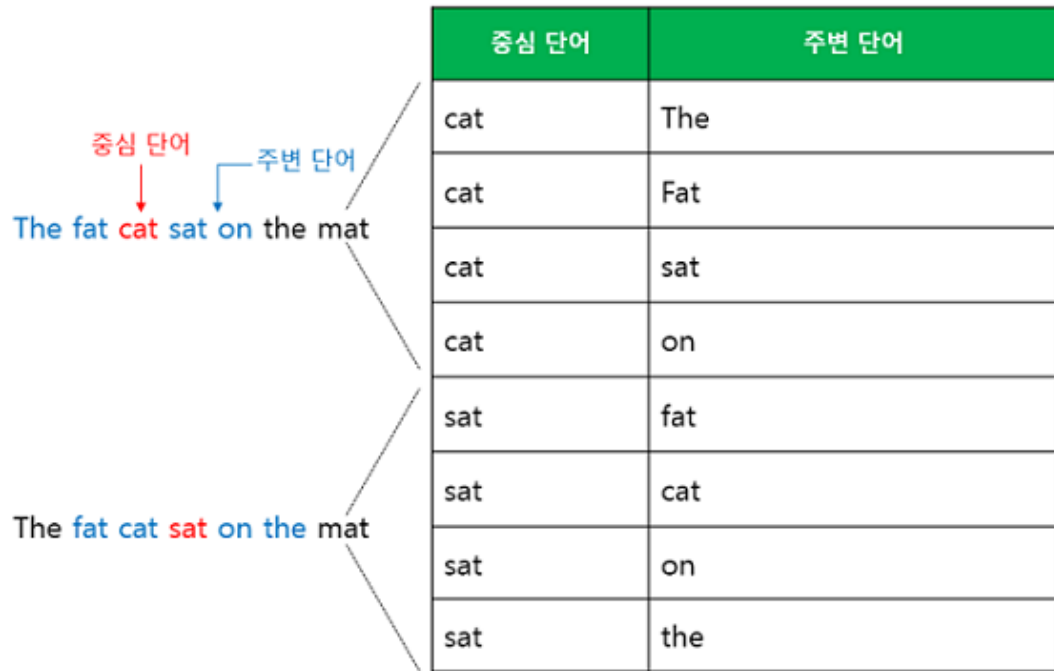 중심 단어 주변 단어
The fat cat sat on the mat
The fat cat sat on the mat
중심 단어 주변 단어
cat The
cat Fat
cat sat
cat on
sat fat
sat cat
sat on
sat the